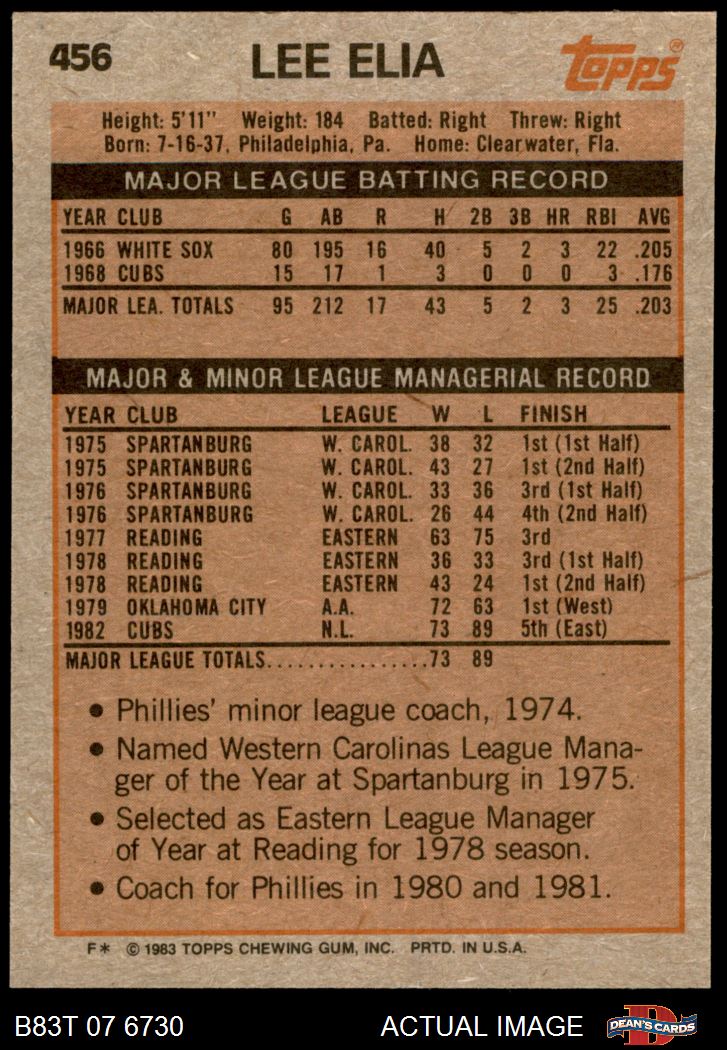 456 LEE ELIA Topps®
Height: 5'11" Weight: 184 Batted: Right Threw: Right
Born: 7-16-37, Philadelphia, Pa. Home: Clearwater, Fla.
MAJOR LEAGUE BATTING RECORD
YEAR CLUB G AB R H 2B 3B HR RBI AVG
1966 WHITE SOX 80 195 16 40 5 2 3 22 .205
1968 CUBS 15 17 1 3 0 0 0 3 .176
MAJOR LEA. TOTALS 95 212 17 43 5 2 3 25 .203
MAJOR & MINOR LEAGUE MANAGERIAL RECORD
YEAR CLUB LEAGUE W L FINISH
1975 SPARTANBURG W. CAROL. 38 32 1st (1st Half)
1975 SPARTANBURG W. CAROL. 43 27 1st (2nd Half)
1976 SPARTANBURG W. CAROL. 33 36 3rd (1st Half)
1976 SPARTANBURG W. CAROL. 26 44 4th (2nd Half)
1977 READING EASTERN 63 75 3rd
1978 READING EASTERN 36 33 3rd (1st Half)
1978 READING EASTERN 43 24 1st (2nd Half)
1979 OKLAHOMA CITY A.A. 72 63 1st (West)
1982 CUBS N.L. 73 89 5th (East)
MAJOR LEAGUE TOTALS................73 89
• Phillies' minor league coach, 1974.
• Named Western Carolinas League Mana-
ger of the Year at Spartanburg in 1975.
• Selected as Eastern League Manager
of Year at Reading for 1978 season.
• Coach for Phillies in 1980 and 1981.
F* © 1983 TOPPS CHEWING GUM, INC. PRTD. IN U.S.A.
B83T 07 6730 ACTUAL IMAGE D DEAN'S CARDS